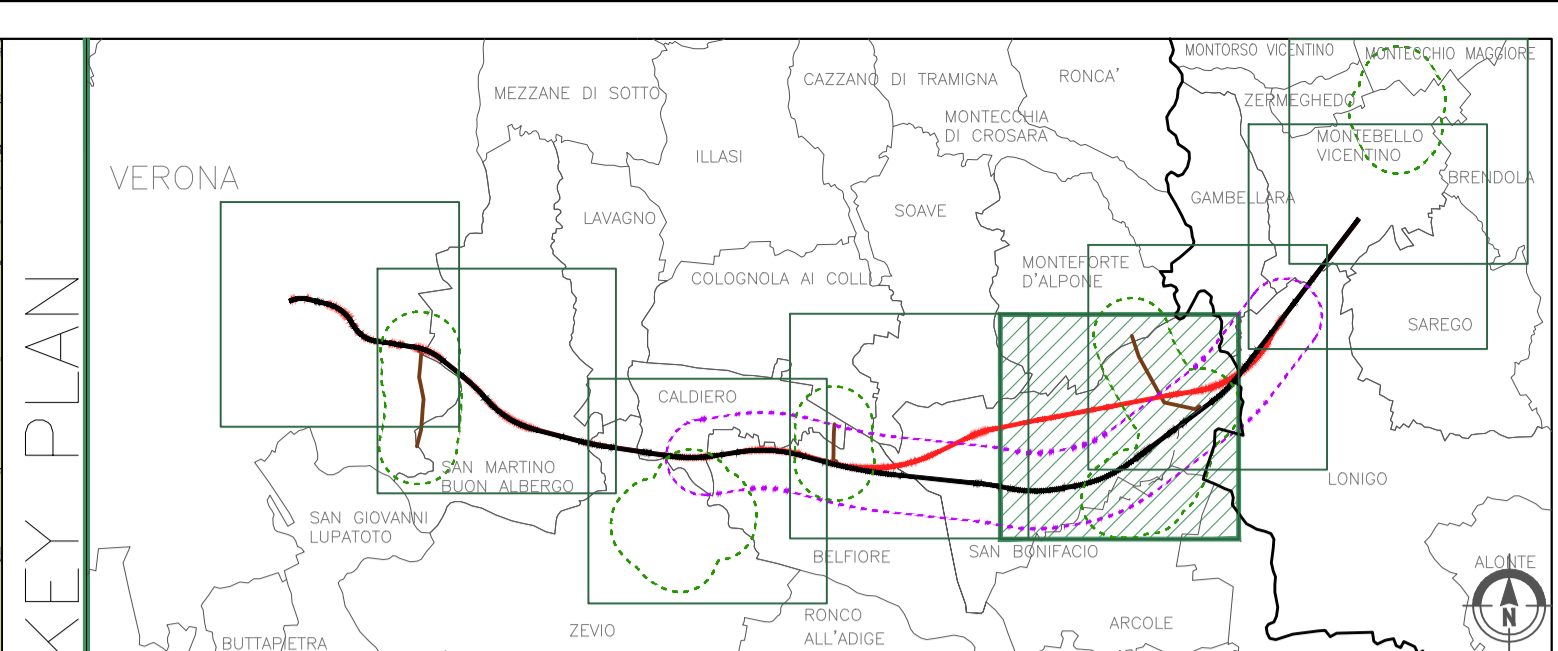 KEY PLAN
MONTORSO VICENTINO
MONTECCHIO MAGGIORE
CAZZANO DI TRAMIGNA
RONCA'
MEZZANE DI SOTTO
ZERMEGHEDO
MONTECCHIA
DI CROSARA
MONTEBELLO
VICENTINO
ILLASI
VERONA
BRENDOLA
GAMBELLARA
LAVAGNO
SOAVE
MONTEFORTE
D'ALPONE
COLOGNOLA AI COLL
SAREGO
CALDIERO
SAN MARTINO
BUON ALBERGO
LONIGO
SAN GIOVANNI
LUPATOTO
BELFIORE
SAN BONIFACIO
ALONTE
N
RONCO
ALL'ADIGE
ZEVIO
ARCOLE
BUTTAPIETRA